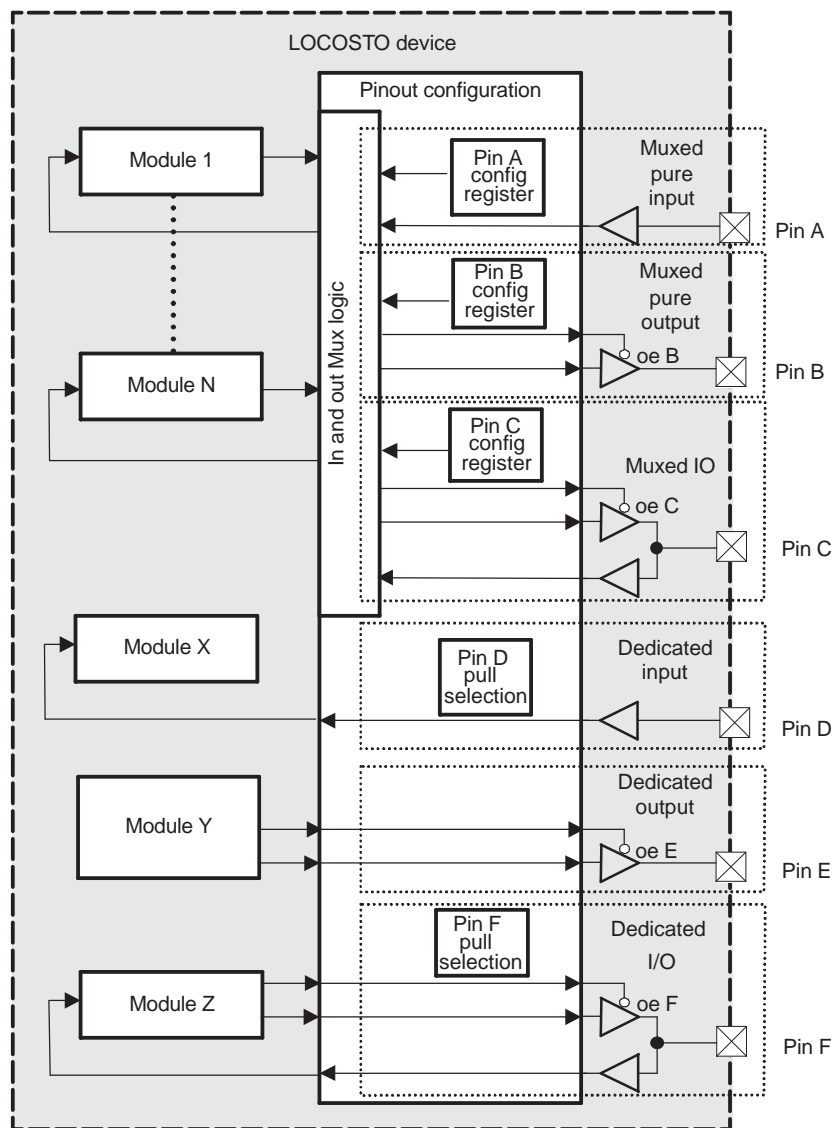 LOCOSTO device
Pinout configuration
Module 1
Pin A
config
register
Muxed
pure
input
Pin A
In and out Mux logic
Pin B
config
register
Muxed
pure
output
oe B
Pin B
Module N
Pin C
config
register
Muxed IO
oe C
Pin C
Module X
Pin D
pull
selection
Dedicated
input
Pin D
Module Y
Dedicated
output
oe E
Pin E
Pin F
pull
selection
Dedicated
I/O
Module Z
oe F
Pin F